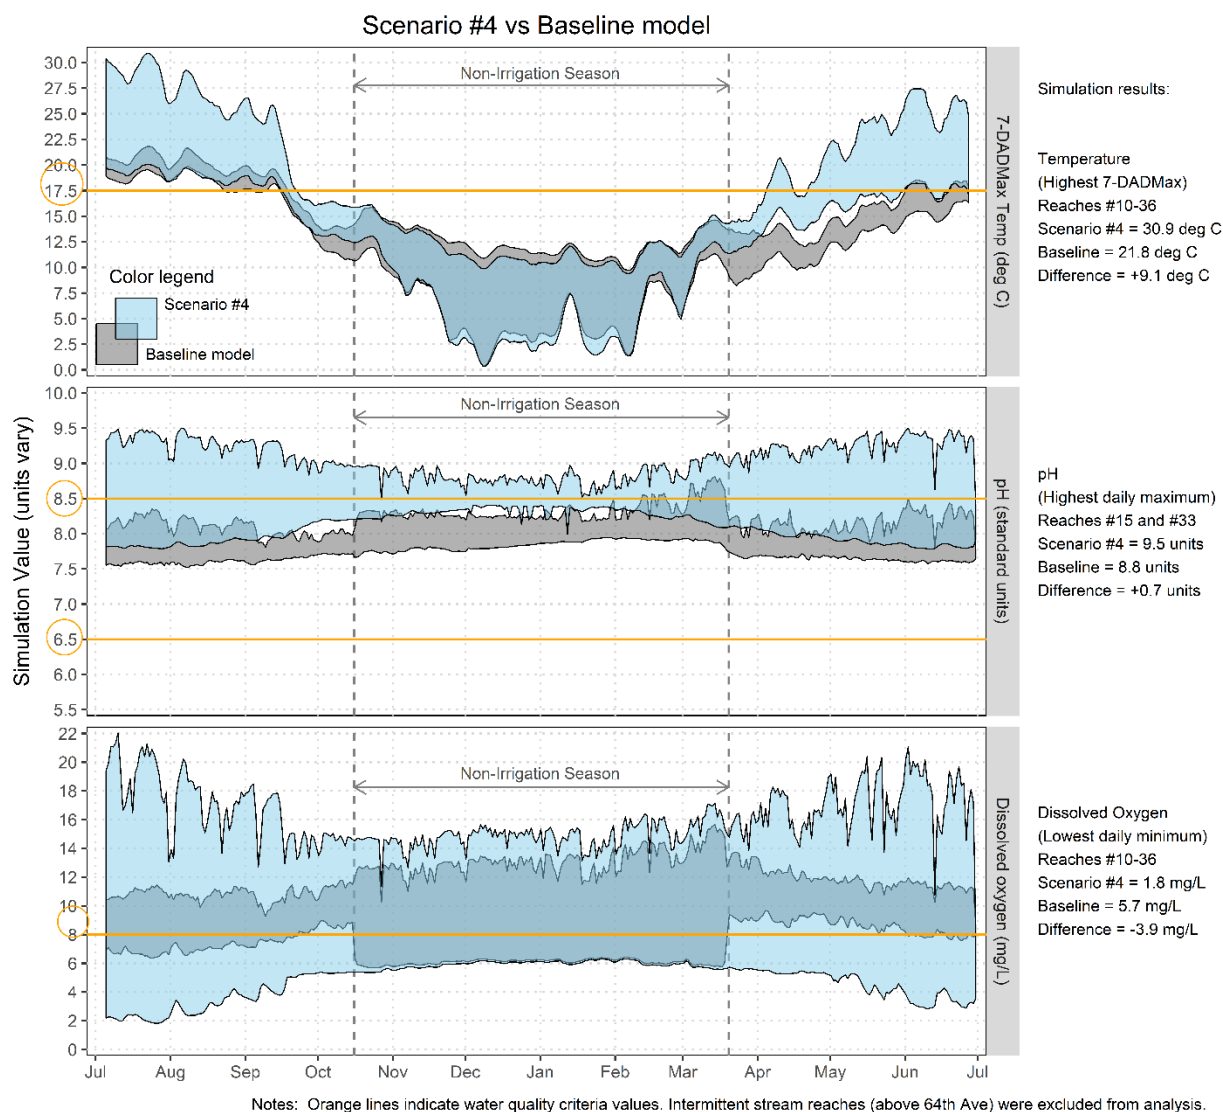 Scenario #4 vs Baseline model
Simulation Value (units vary)
30.0
27.5
25.0
22.5
20.0
17.5
15.0
12.5
10.0
7.5
5.0
2.5
0.0
Non-Irrigation Season
Color legend
Scenario #4
Baseline model
7-DADMax Temp (deg C)
Simulation results:
Temperature
(Highest 7-DADMax)
Reaches #10-36
Scenario #4 = 30.9 deg C
Baseline = 21.8 deg C
Difference = +9.1 deg C
10.0
9.5
9.0
8.5
8.0
7.5
7.0
6.5
6.0
5.5
Non-Irrigation Season
pH (standard units)
pH
(Highest daily maximum)
Reaches #15 and #33
Scenario #4 = 9.5 units
Baseline = 8.8 units
Difference = +0.7 units
22
20
18
16
14
12
10
8
6
4
2
0
Non-Irrigation Season
Dissolved oxygen (mg/L)
Dissolved Oxygen
(Lowest daily minimum)
Reaches #10-36
Scenario #4 = 1.8 mg/L
Baseline = 5.7 mg/L
Difference = -3.9 mg/L
Jul Aug Sep Oct Nov Dec Jan Feb Mar Apr May Jun Jul
Notes: Orange lines indicate water quality criteria values. Intermittent stream reaches (above 64th Ave) were excluded from analysis.